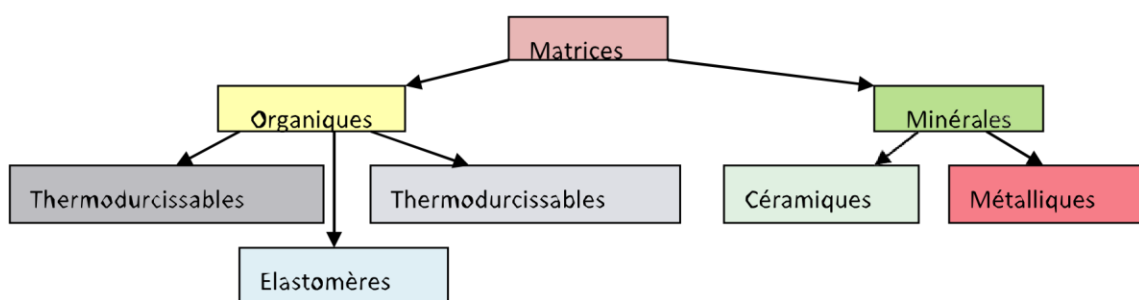 Matrices
Organiques
Minérales
Thermodurcissables
Thermodurcissables
Céramiques
Métalliques
Elastomères